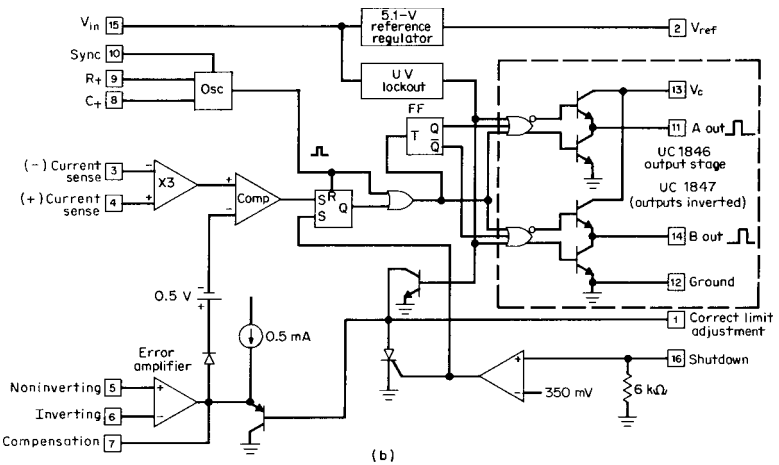 V_in 15
5.1-V
reference
regulator
2 V_ref
Sync 10
R_+ 9
C_+ 8
Osc
U V
lockout
FF
T Q
Q̅
13 V_c
11 A out
UC 1846
output stage
UC 1847
(outputs inverted)
14 B out
12 Ground
(-) Current
sense 3
(+) Current
sense 4
-
+
X3
+
-
Comp
S R
S Q
0.5 V
-
+
0.5 mA
1 Correct limit
adjustment
16 Shutdown
+
-
350 mV
6 kΩ
Error
amplifier
Noninverting 5
Inverting 6
Compensation 7
+
-
(b)